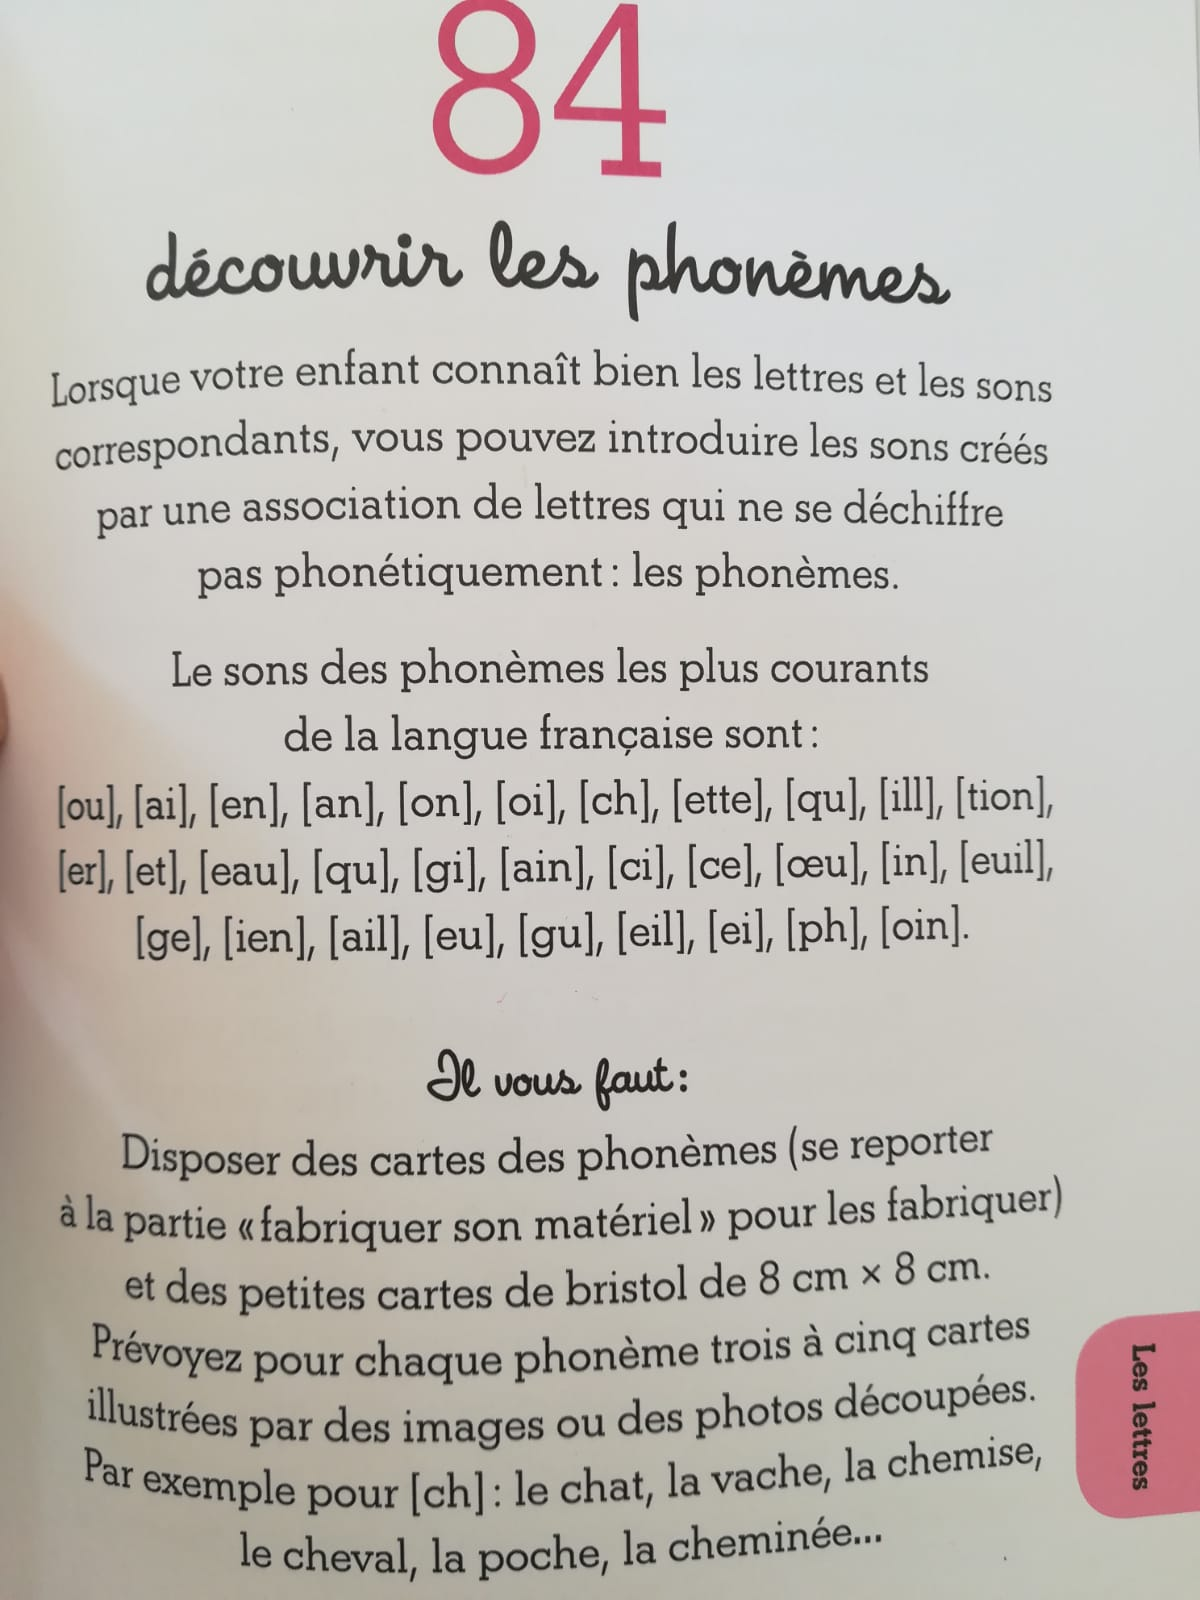 84
découvrir les phonèmes
Lorsque votre enfant connaît bien les lettres et les sons
correspondants, vous pouvez introduire les sons créés
par une association de lettres qui ne se déchiffre
pas phonétiquement : les phonèmes.
Le sons des phonèmes les plus courants
de la langue française sont :
[ou], [ai], [en], [an], [on], [oi], [ch], [ette], [qu], [ill], [tion],
[er], [et], [eau], [qu], [gi], [ain], [ci], [ce], [œu], [in], [euil],
[ge], [ien], [ail], [eu], [gu], [eil], [ei], [ph], [oin].
Il vous faut :
Disposer des cartes des phonèmes (se reporter
à la partie « fabriquer son matériel » pour les fabriquer)
et des petites cartes de bristol de 8 cm × 8 cm.
Prévoyez pour chaque phonème trois à cinq cartes
illustrées par des images ou des photos découpées.
Par exemple pour [ch] : le chat, la vache, la chemise,
le cheval, la poche, la cheminée...
Les lettres